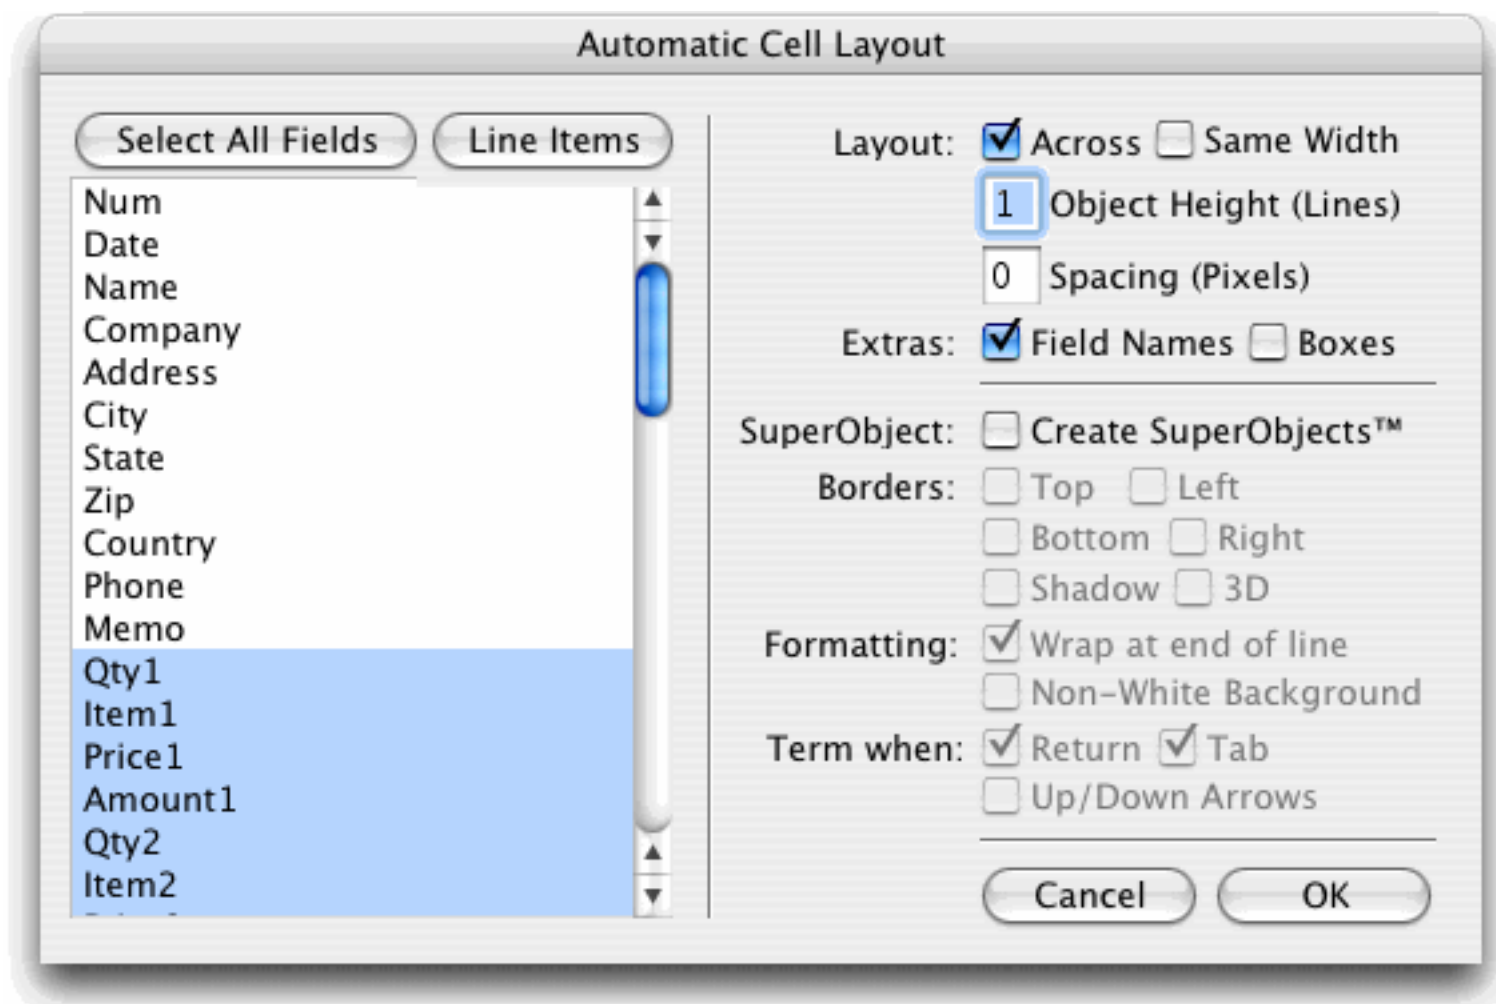 Automatic Cell Layout
Select All Fields Line Items
Num
Date
Name
Company
Address
City
State
Zip
Country
Phone
Memo
Qty1
Item1
Price1
Amount1
Qty2
Item2
Layout: Across Same Width
1 Object Height (Lines)
0 Spacing (Pixels)
Extras: Field Names Boxes
SuperObject: Create SuperObjects™
Borders: Top Left
Bottom Right
Shadow 3D
Formatting: Wrap at end of line
Non-White Background
Term when: Return Tab
Up/Down Arrows
Cancel OK